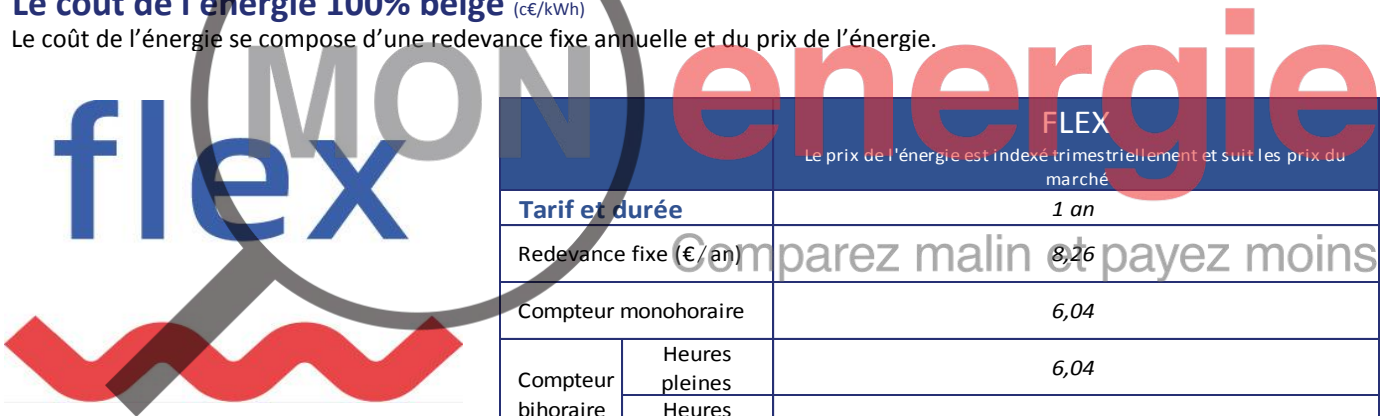 Le coût de l'énergie 100% belge (c€/kWh)
Le coût de l'énergie se compose d'une redevance fixe annuelle et du prix de l'énergie.
MON energie
flex
FLEX
Le prix de l'énergie est indexé trimestriellement et suit les prix du
marché
Tarif et durée 1 an
Redevance fixe (€/an) 8,26
Comparez malin et payez moins
Compteur monohoraire 6,04
Compteur
bihoraire
Heures
pleines
6,04
Heures